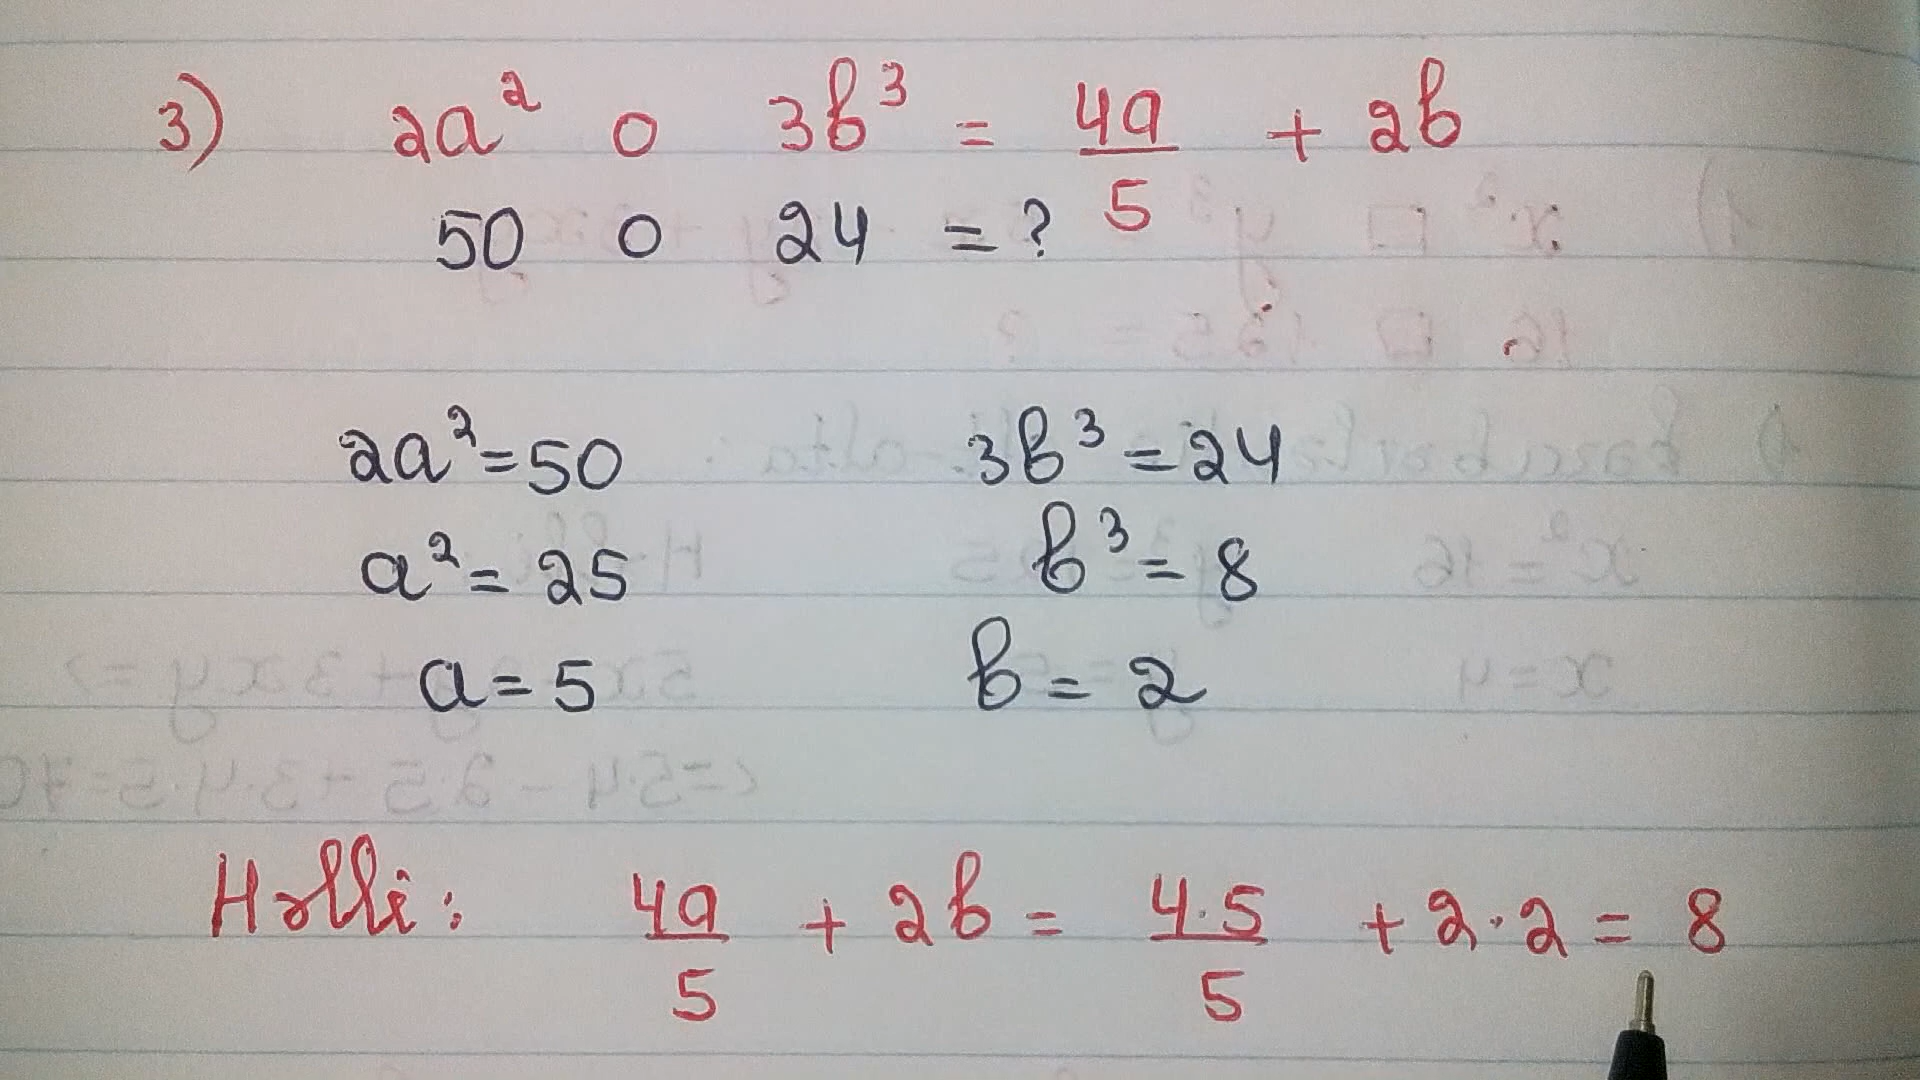 3) 2a² o 3b³ = 4a/5 + 2b
50 o 24 = ?
2a² = 50 3b³ = 24
a² = 25 b³ = 8
a = 5 b = 2
Həlli: 4a/5 + 2b = 4·5/5 + 2·2 = 8